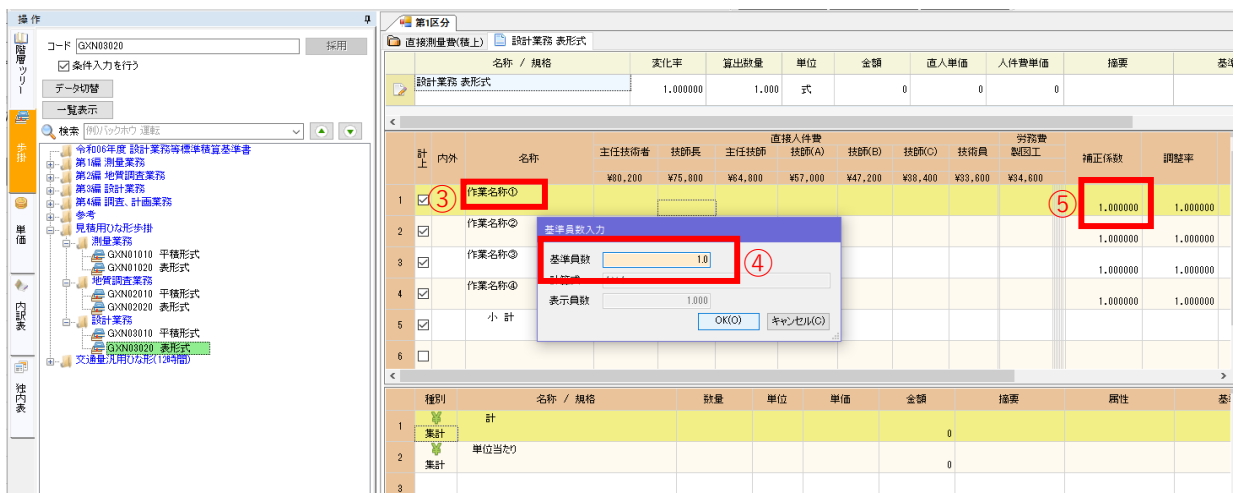 操作
コード GXN03020 採用
条件入力を行う
データ切替
一覧表示
検索 例)バックホウ 運転
令和06年度 設計業務等標準積算基準書
第1編 測量業務
第2編 地質調査業務
第3編 設計業務
第4編 調査、計画業務
参考
見積用ひな形歩掛
測量業務
GXN01010 平積形式
GXN01020 表形式
地質調査業務
GXN02010 平積形式
GXN02020 表形式
設計業務
GXN03010 平積形式
GXN03020 表形式
交通量汎用ひな形(12時間)
階層ツリー
歩掛
単価
内訳表
独内表
第1区分
直接測量費(積上) 設計業務 表形式
名称 / 規格 変化率 算出数量 単位 金額 直人単価 人件費単価 摘要 基準
設計業務 表形式 1.000000 1.000 式 0 0 0
直接人件費 労務費
計上 内外 名称 主任技術者 技師長 主任技師 技師(A) 技師(B) 技師(C) 技術員 製図工 補正係数 調整率
¥80,200 ¥75,800 ¥64,800 ¥57,000 ¥47,200 ¥38,400 ¥33,600 ¥34,600
1 ③ 作業名称① ⑤ 1.000000 1.000000
2 作業名称② 1.000000 1.000000
3 作業名称③ 1.000000 1.000000
4 作業名称④ 1.000000 1.000000
5 小 計
6
基準員数入力
基準員数 1.0 ④
表示員数 1.000
OK(O) キャンセル(C)
種別 名称 / 規格 数量 単位 単価 金額 摘要 属性 基
1 集計 計 0
2 集計 単位当たり 0
3